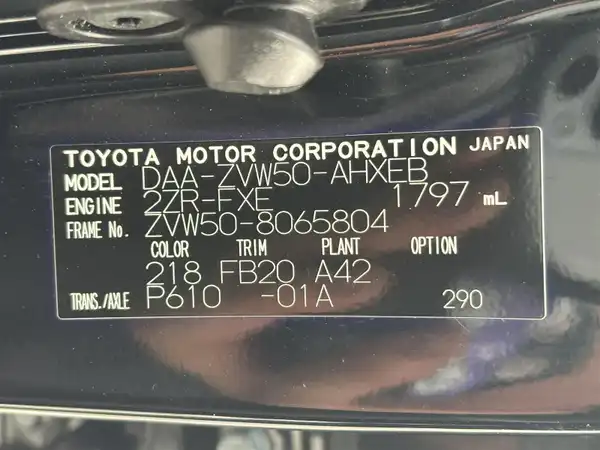 TOYOTA MOTOR CORPORATION JAPAN
MODEL DAA-ZVW50-AHXEB
ENGINE 2ZR-FXE 1797 mL
FRAME No. ZVW50-8065804
COLOR TRIM PLANT OPTION
218 FB20 A42
TRANS./AXLE P610 -01A 290